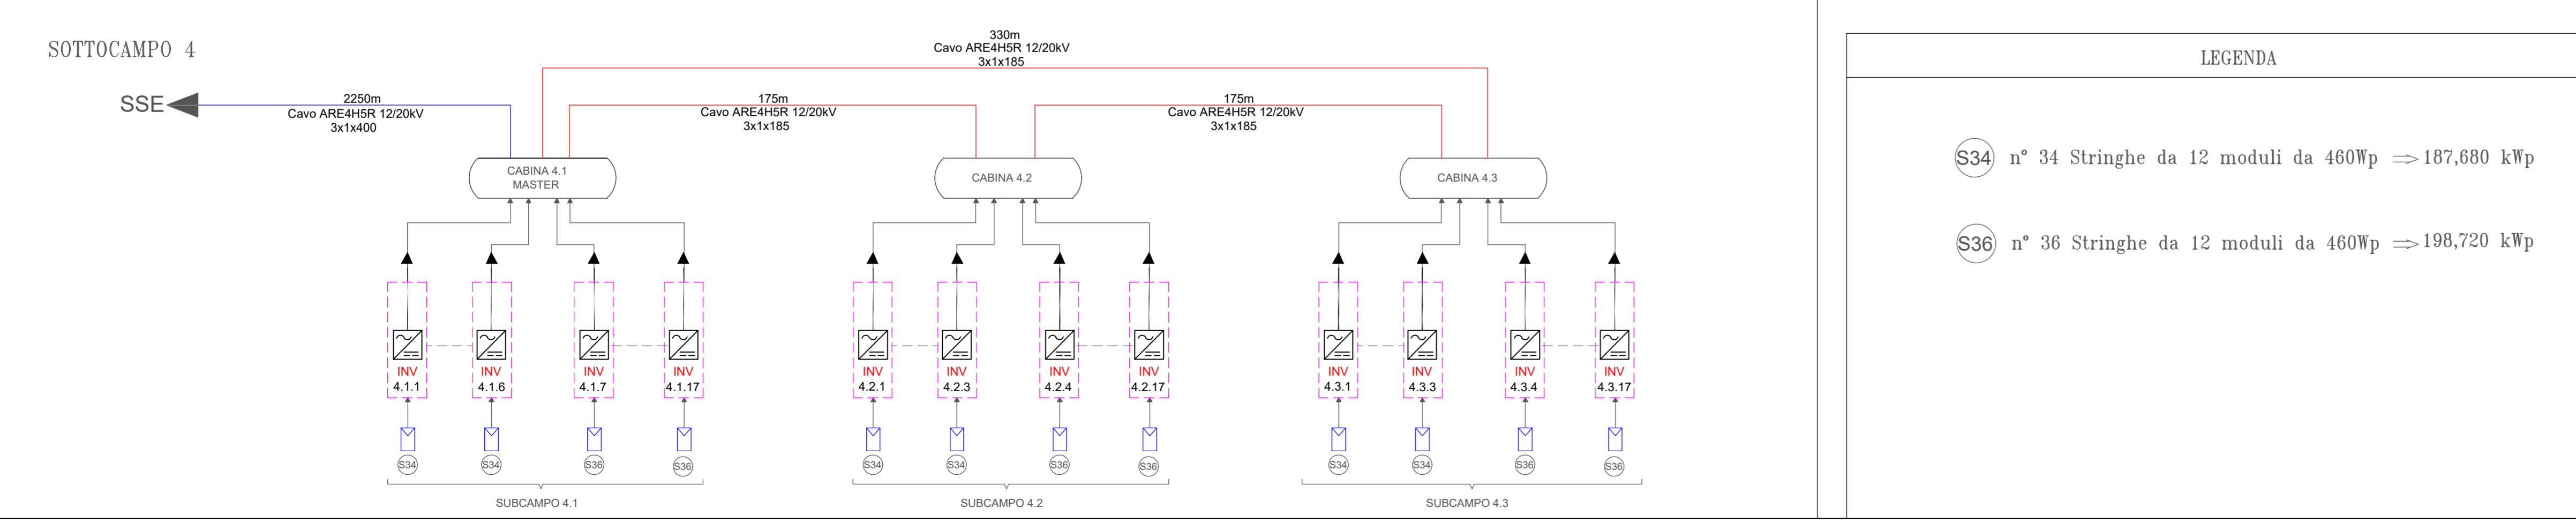 SOTTOCAMPO 4
SSE
2250m
Cavo ARE4H5R 12/20kV
3x1x400
330m
Cavo ARE4H5R 12/20kV
3x1x185
175m
Cavo ARE4H5R 12/20kV
3x1x185
175m
Cavo ARE4H5R 12/20kV
3x1x185
CABINA 4.1
MASTER
CABINA 4.2
CABINA 4.3
INV
4.1.1
INV
4.1.6
INV
4.1.7
INV
4.1.17
INV
4.2.1
INV
4.2.3
INV
4.2.4
INV
4.2.17
INV
4.3.1
INV
4.3.3
INV
4.3.4
INV
4.3.17
S34
S34
S36
S36
S34
S34
S36
S36
S34
S34
S36
S36
SUBCAMPO 4.1
SUBCAMPO 4.2
SUBCAMPO 4.3
LEGENDA
S34 n° 34 Stringhe da 12 moduli da 460Wp ⇒ 187,680 kWp
S36 n° 36 Stringhe da 12 moduli da 460Wp ⇒ 198,720 kWp